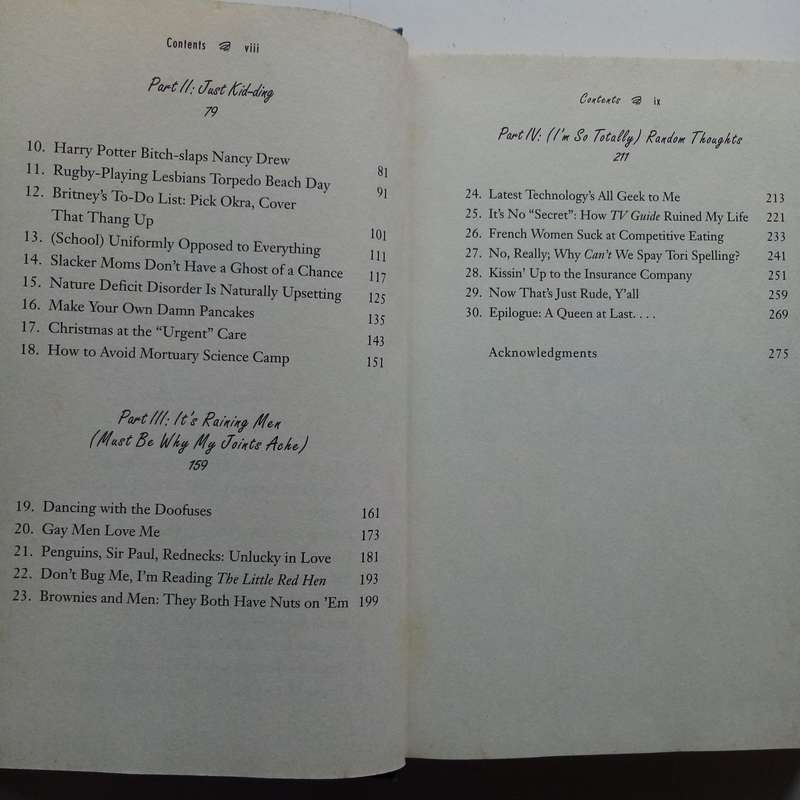 Contents viii
Part II: Just Kid-ding
79
10. Harry Potter Bitch-slaps Nancy Drew 81
11. Rugby-Playing Lesbians Torpedo Beach Day 91
12. Britney's To-Do List: Pick Okra, Cover
That Thang Up 101
13. (School) Uniformly Opposed to Everything 111
14. Slacker Moms Don't Have a Ghost of a Chance 117
15. Nature Deficit Disorder Is Naturally Upsetting 125
16. Make Your Own Damn Pancakes 135
17. Christmas at the "Urgent" Care 143
18. How to Avoid Mortuary Science Camp 151
Part III: It's Raining Men
(Must Be Why My Joints Ache)
159
19. Dancing with the Doofuses 161
20. Gay Men Love Me 173
21. Penguins, Sir Paul, Rednecks: Unlucky in Love 181
22. Don't Bug Me, I'm Reading The Little Red Hen 193
23. Brownies and Men: They Both Have Nuts on 'Em 199
Contents ix
Part IV: (I'm So Totally) Random Thoughts
211
24. Latest Technology's All Geek to Me 213
25. It's No "Secret": How TV Guide Ruined My Life 221
26. French Women Suck at Competitive Eating 233
27. No, Really; Why Can't We Spay Tori Spelling? 241
28. Kissin' Up to the Insurance Company 251
29. Now That's Just Rude, Y'all 259
30. Epilogue: A Queen at Last. . . . 269
Acknowledgments 275